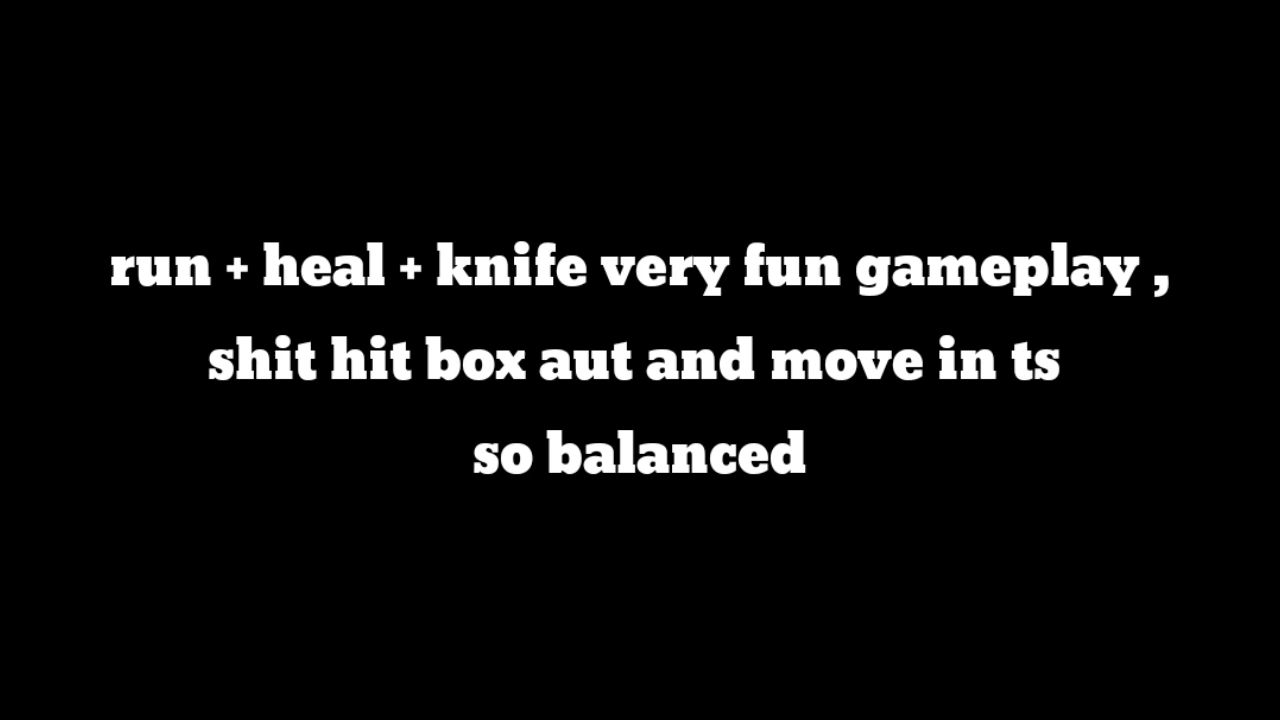 run + heal + knife very fun gameplay ,
shit hit box aut and move in ts
so balanced